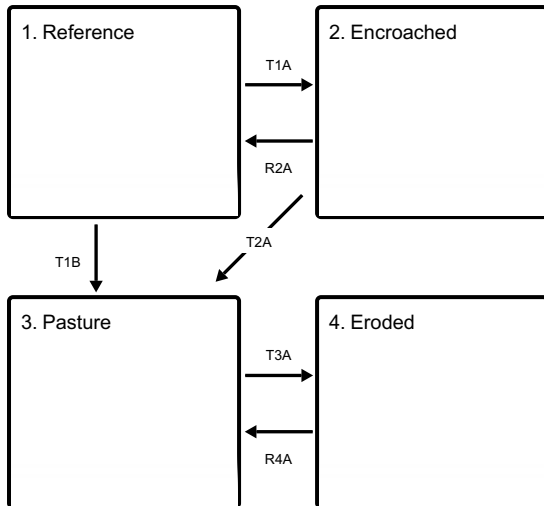 1. Reference
2. Encroached
T1A
R2A
T1B
T2A
3. Pasture
4. Eroded
T3A
R4A